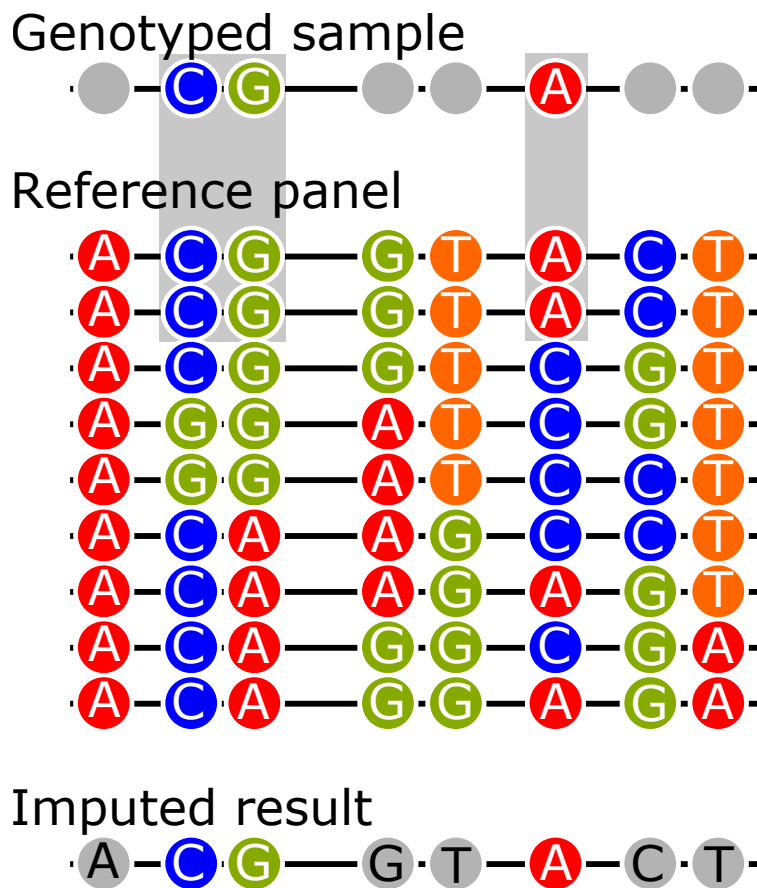 Genotyped sample
C G A
Reference panel
A C G G T A C T
A C G G T A C T
A C G G T C G T
A G G A T C G T
A G G A T C C T
A C A A G C C T
A C A A G A G T
A C A G G C G A
A C A G G A G A
Imputed result
A C G G T A C T